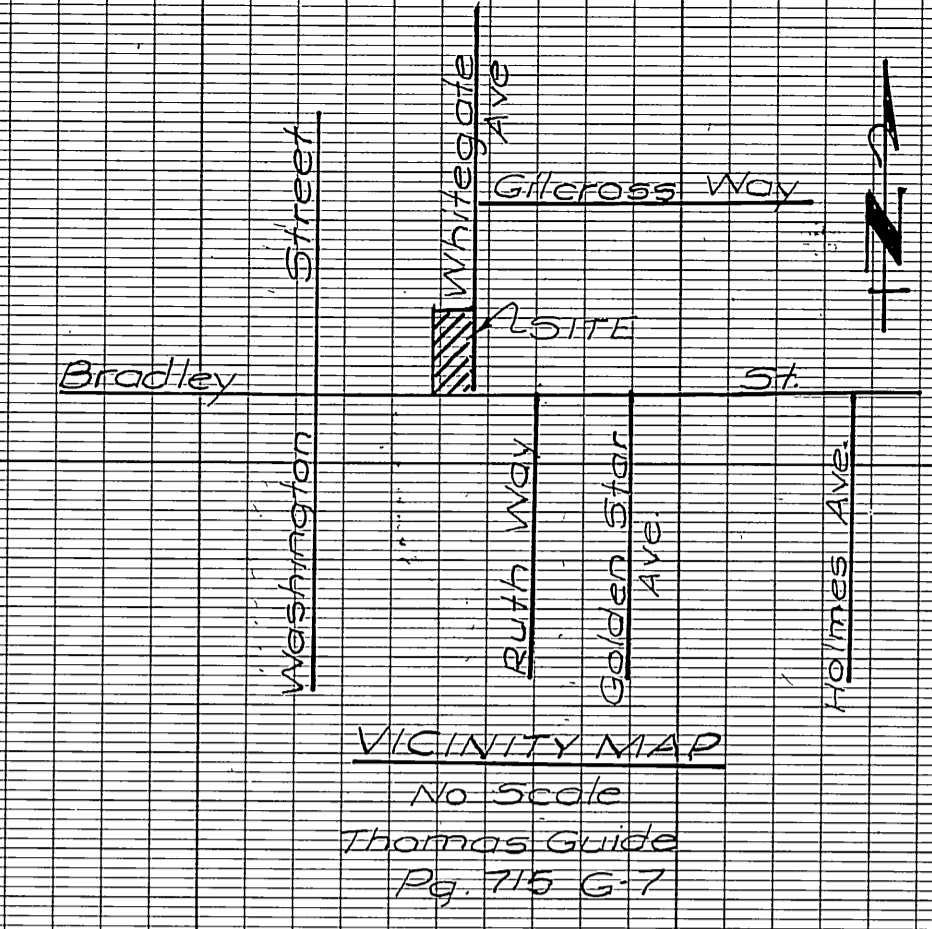 Whitegate
Ave
Street
Gilcross Way
N
SITE
Bradley St.
Washington
Ruth Way
Golden Star
Ave.
Holmes Ave.
VICINITY MAP
No Scale
Thomas Guide
Pg. 715 G-7